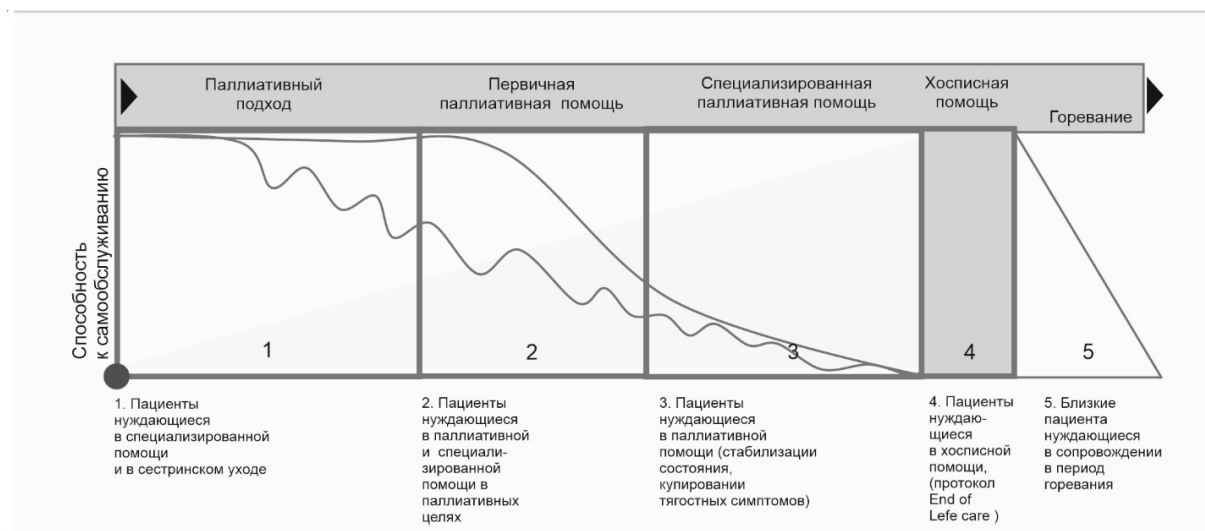 Паллиативный
подход
Первичная
паллиативная помощь
Специализированная
паллиативная помощь
Хосписная
помощь
Горевание
Способность
к самообслуживанию
1
2
3
4
5
1. Пациенты
нуждающиеся
в специализированной
помощи
и в сестринском уходе
2. Пациенты
нуждающиеся
в паллиативной
и специали-
зированной
помощи в
паллиативных
целях
3. Пациенты
нуждающиеся
в паллиативной
помощи (стабилизации
состояния,
купировании
тягостных симптомов)
4. Пациенты
нуждаю-
щиеся
в хосписной
помощи,
(протокол
End of
Lefe care )
5. Близкие
пациента
нуждающиеся
в сопровождении
в период
горевания